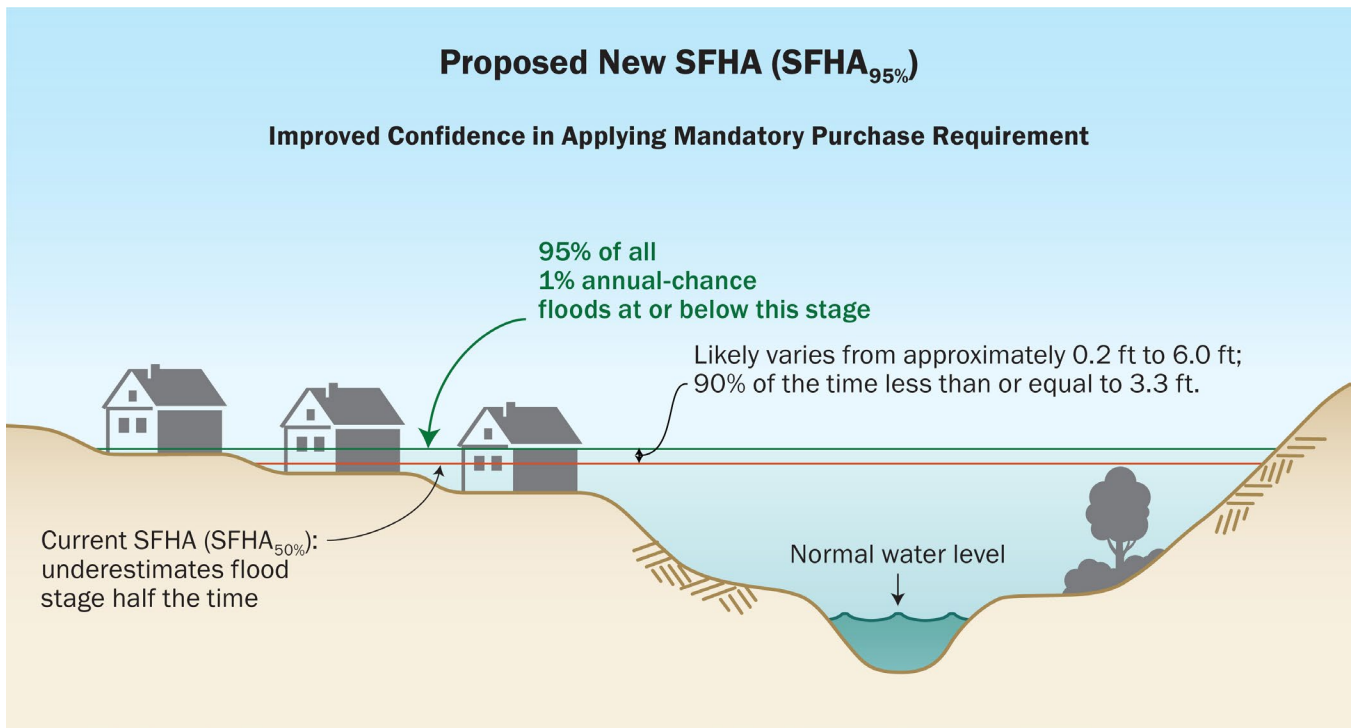 Proposed New SFHA (SFHA95%)
Improved Confidence in Applying Mandatory Purchase Requirement
95% of all
1% annual-chance
floods at or below this stage
Likely varies from approximately 0.2 ft to 6.0 ft;
90% of the time less than or equal to 3.3 ft.
Current SFHA (SFHA50%):
underestimates flood
stage half the time
Normal water level